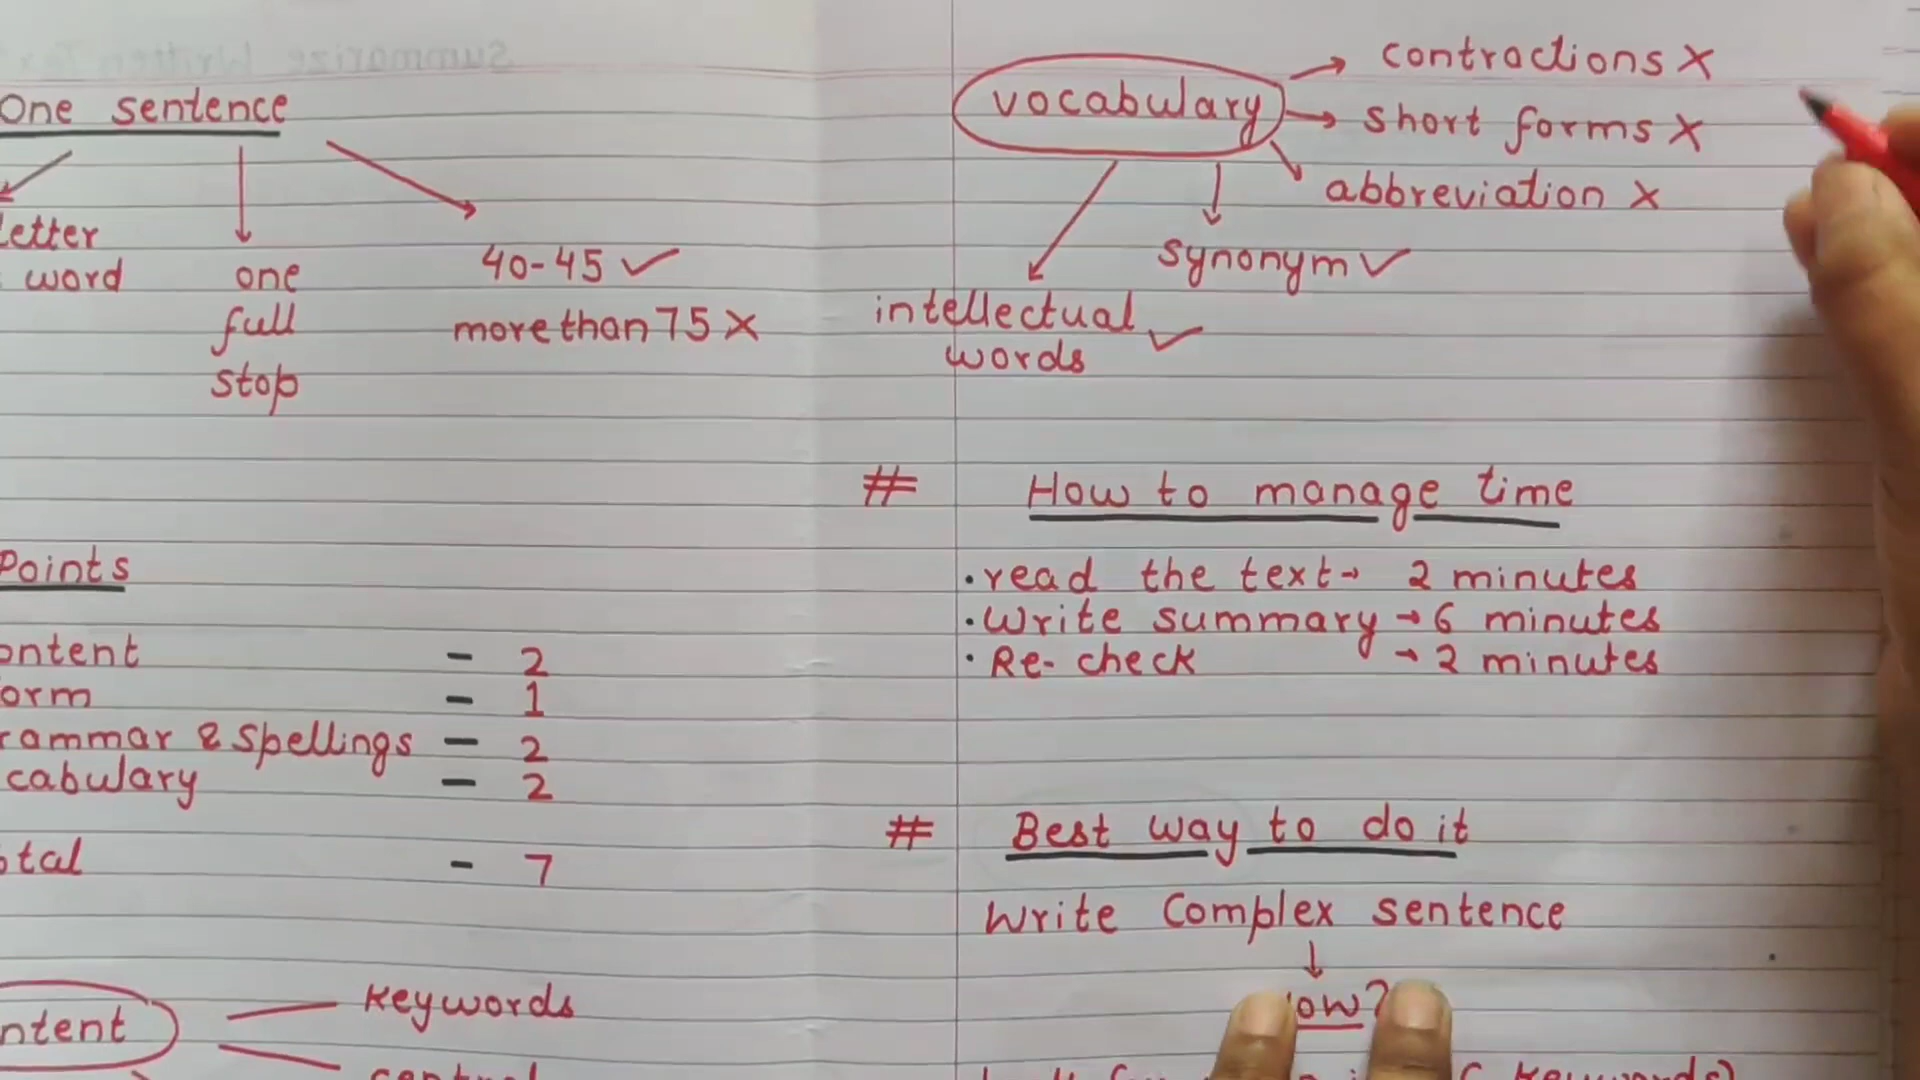 One sentence
letter
word
one
full
stop
40-45 ✓
more than 75 X
Points
ontent - 2
orm - 1
rammar & Spellings - 2
cabulary - 2
otal - 7
ntent
Keywords
vocabulary
contractions X
short forms X
abbreviation X
synonym ✓
intellectual
words ✓
# How to manage time
• read the text → 2 minutes
• Write summary → 6 minutes
• Re-check → 2 minutes
# Best way to do it
Write Complex sentence
ow?